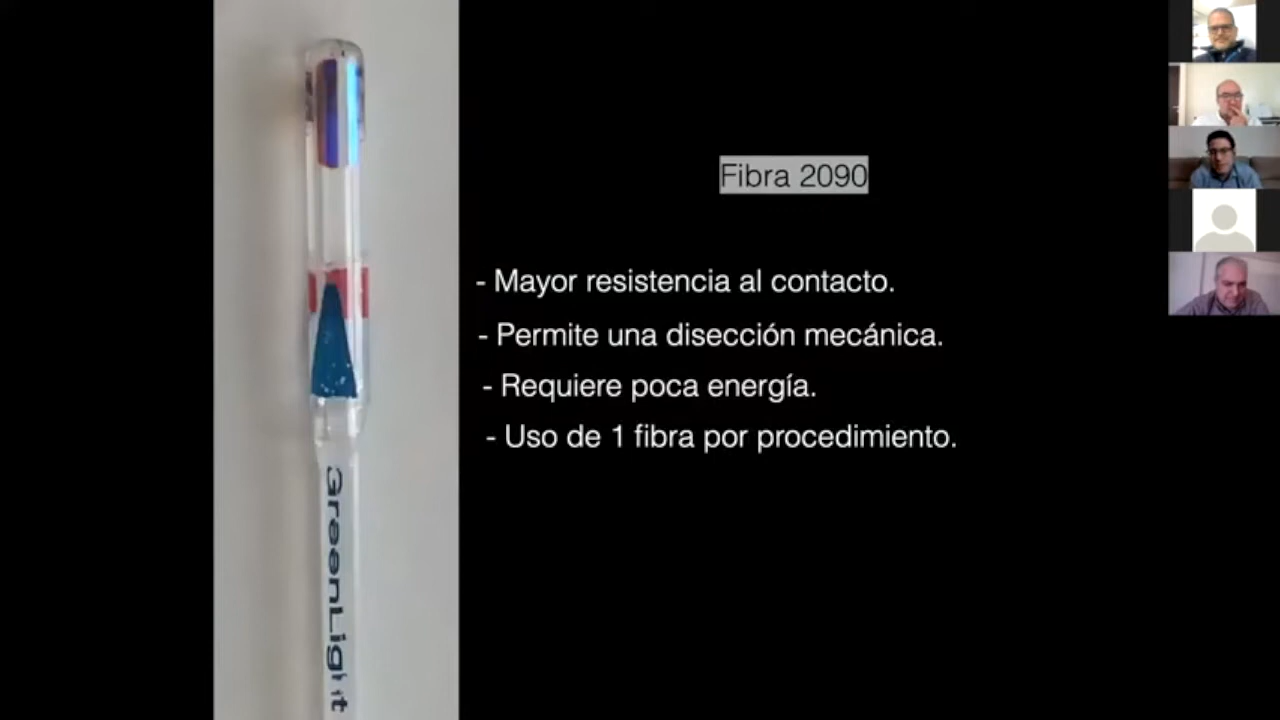 Fibra 2090
- Mayor resistencia al contacto.
- Permite una disección mecánica.
- Requiere poca energía.
- Uso de 1 fibra por procedimiento.
GreenLight